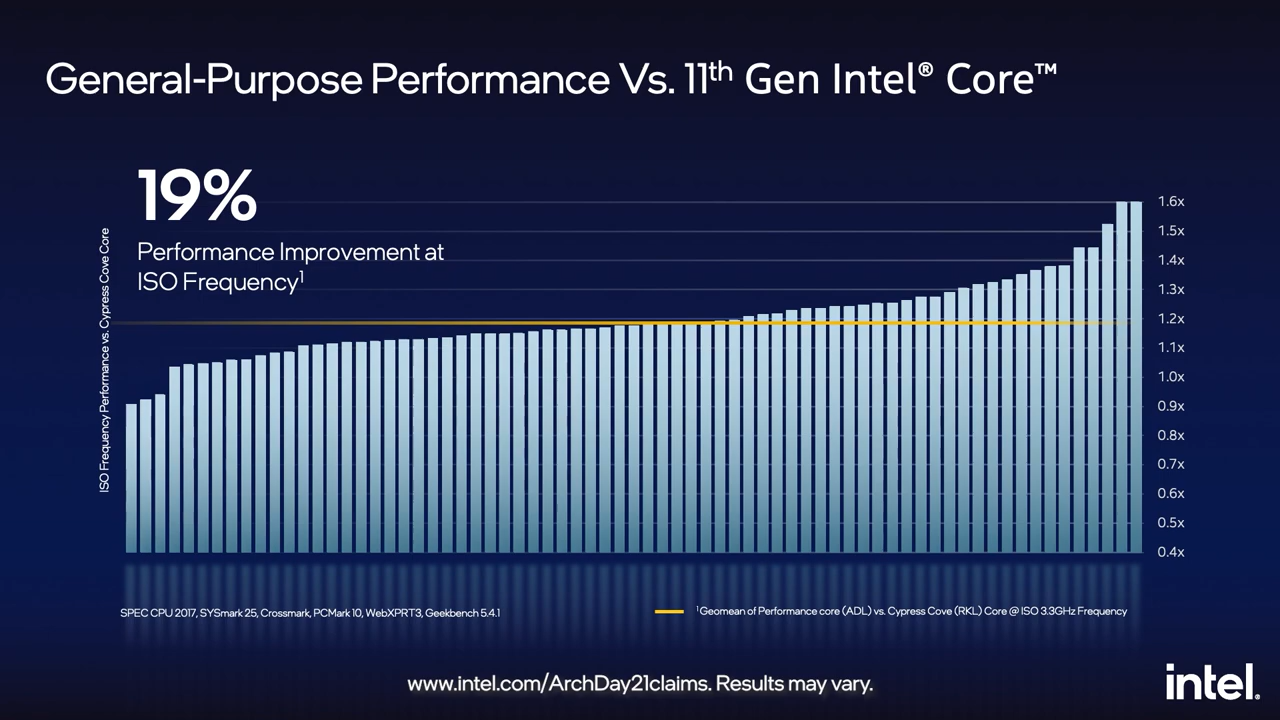 General-Purpose Performance Vs. 11th Gen Intel® Core™
19%
Performance Improvement at
ISO Frequency¹
ISO Frequency Performance vs. Cypress Cove Core
1.6x
1.5x
1.4x
1.3x
1.2x
1.1x
1.0x
0.9x
0.8x
0.7x
0.6x
0.5x
0.4x
SPEC CPU 2017, SYSmark 25, Crossmark, PCMark 10, WebXPRT3, Geekbench 5.4.1
¹Geomean of Performance core (ADL) vs. Cypress Cove (RKL) Core @ ISO 3.3GHz Frequency
www.intel.com/ArchDay21claims. Results may vary.
intel.